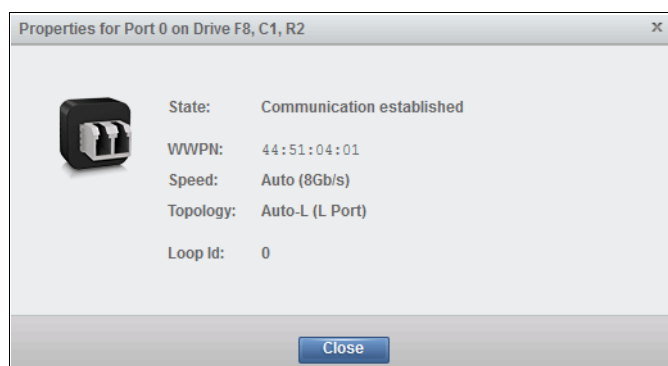 Properties for Port 0 on Drive F8, C1, R2 x
State: Communication established
WWPN: 44:51:04:01
Speed: Auto (8Gb/s)
Topology: Auto-L (L Port)
Loop Id: 0
Close